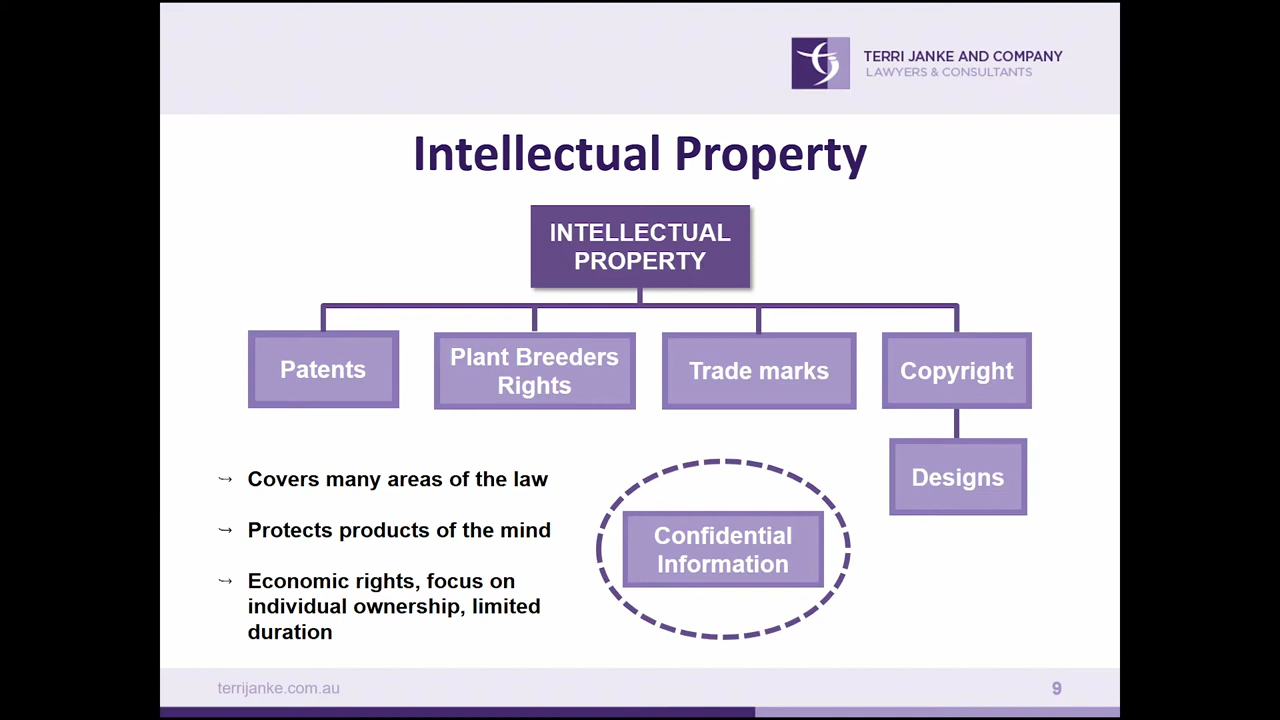 TERRI JANKE AND COMPANY
LAWYERS & CONSULTANTS
Intellectual Property
INTELLECTUAL
PROPERTY
Patents
Plant Breeders
Rights
Trade marks
Copyright
Designs
Covers many areas of the law
Protects products of the mind
Economic rights, focus on
individual ownership, limited
duration
Confidential
Information
terrijanke.com.au
9